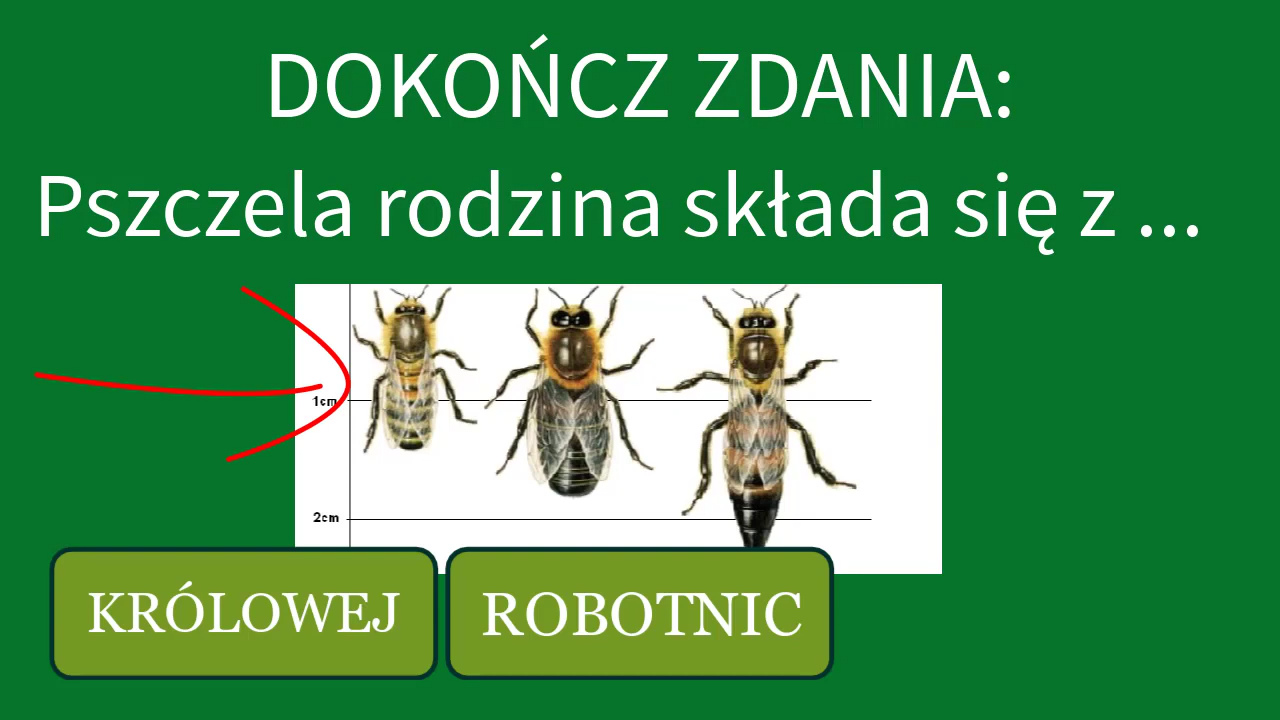 DOKOŃCZ ZDANIA:
Pszczela rodzina składa się z ...
1cm
2cm
KRÓLOWEJ
ROBOTNIC